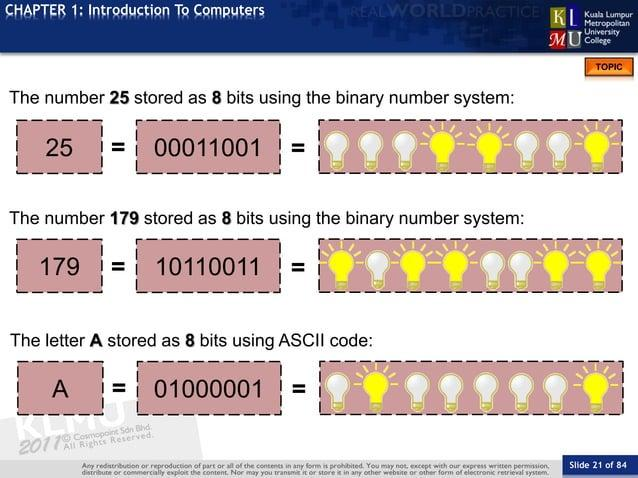 CHAPTER 1: Introduction To Computers
REALWORLDPRACTICE
KL
MU
Kuala Lumpur
Metropolitan
University
College
TOPIC
The number 25 stored as 8 bits using the binary number system:
25 = 00011001 =
The number 179 stored as 8 bits using the binary number system:
179 = 10110011 =
The letter A stored as 8 bits using ASCII code:
A = 01000001 =
KLMU
2011© Cosmopoint Sdn Bhd.
All Rights Reserved.
Any redistribution or reproduction of part or all of the contents in any form is prohibited. You may not, except with our express written permission,
distribute or commercially exploit the content. Nor may you transmit it or store it in any other website or other form of electronic retrieval system.
Slide 21 of 84